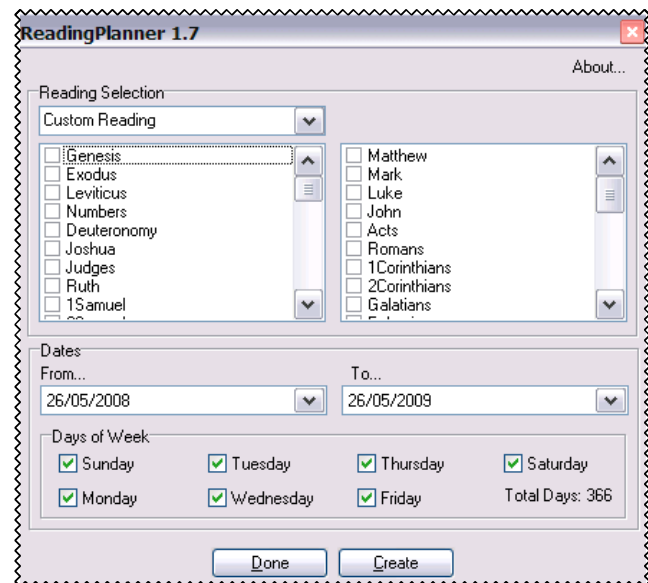 ReadingPlanner 1.7
About...
Reading Selection
Custom Reading
Genesis
Exodus
Leviticus
Numbers
Deuteronomy
Joshua
Judges
Ruth
1Samuel
Matthew
Mark
Luke
John
Acts
Romans
1Corinthians
2Corinthians
Galatians
Dates
From...
To...
26/05/2008
26/05/2009
Days of Week
Sunday Tuesday Thursday Saturday
Monday Wednesday Friday Total Days: 366
Done Create